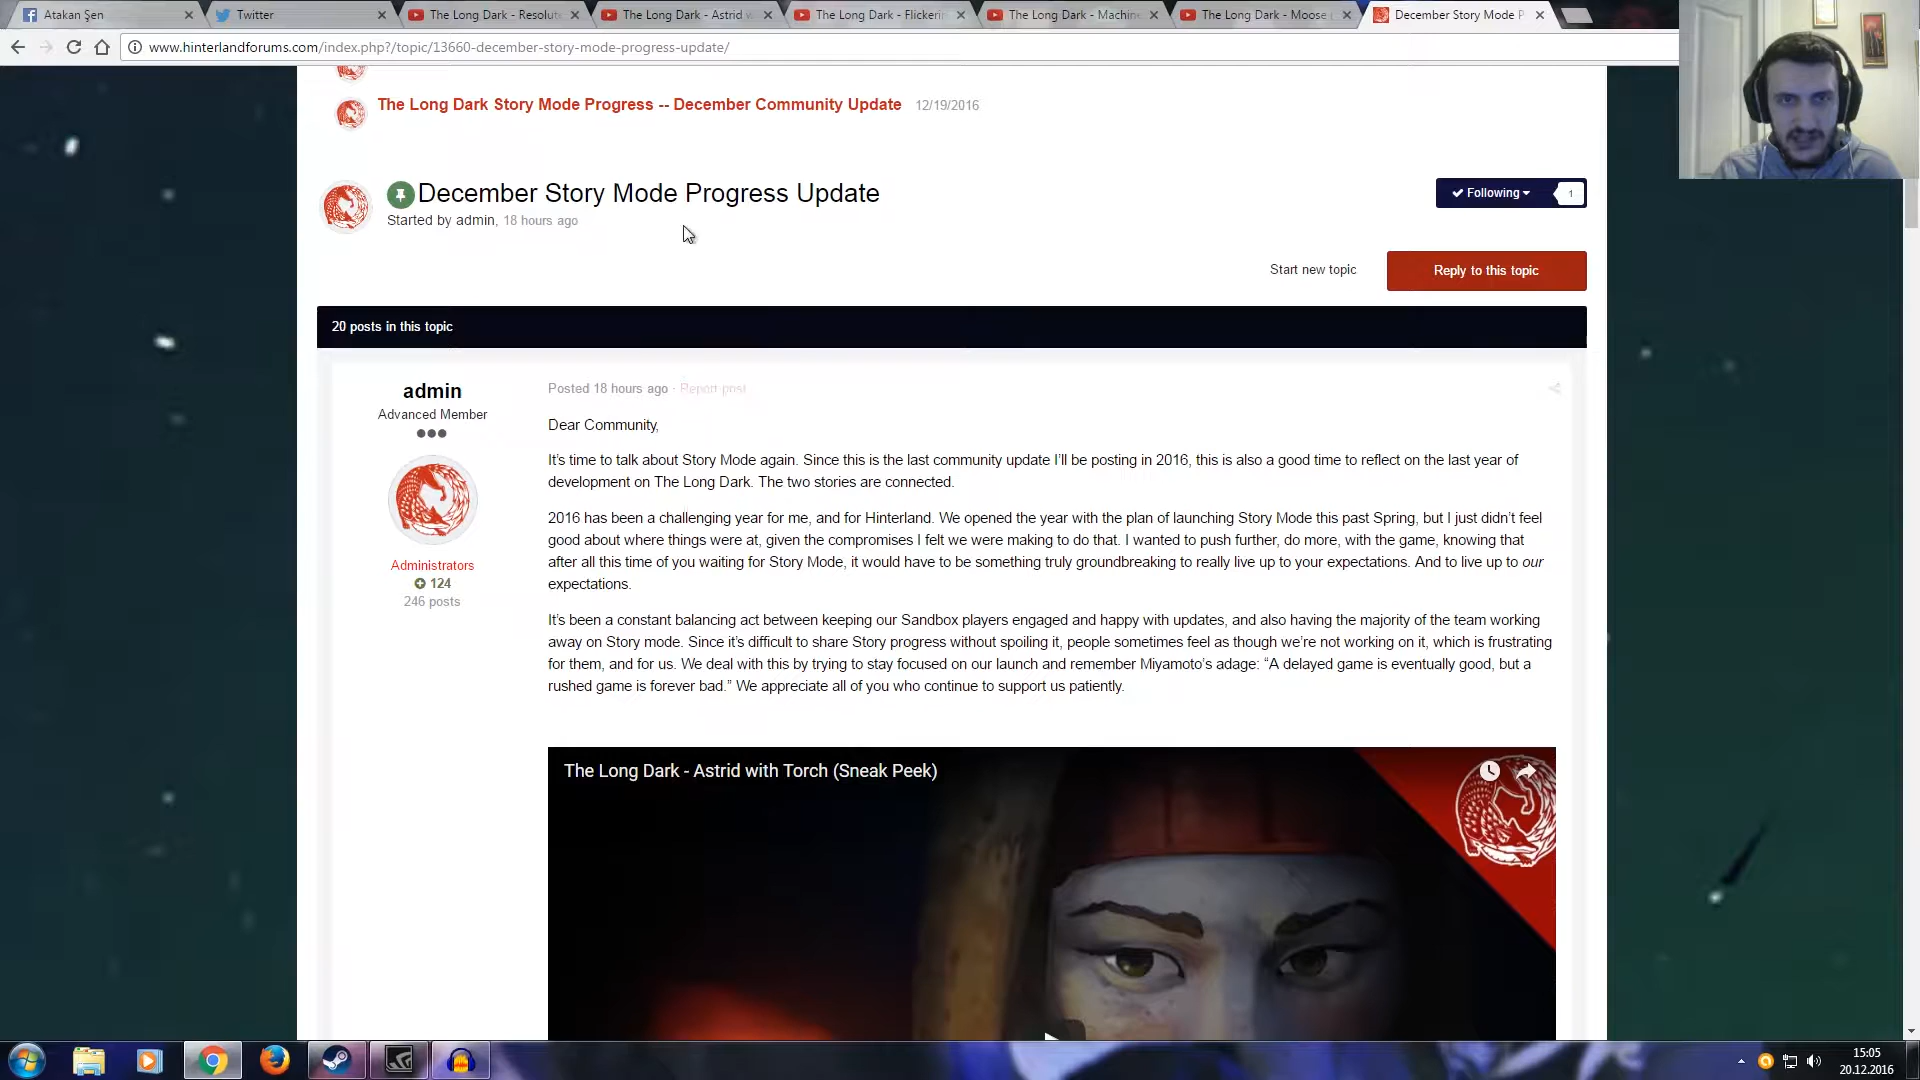 Atakan Şen
Twitter
The Long Dark - Resolut
The Long Dark - Astrid w
The Long Dark - Flickeri
The Long Dark - Machin
The Long Dark - Moose
December Story Mode P
www.hinterlandforums.com/index.php?/topic/13660-december-story-mode-progress-update/
The Long Dark Story Mode Progress -- December Community Update 12/19/2016
December Story Mode Progress Update
Started by admin, 18 hours ago
Following 1
Start new topic
Reply to this topic
20 posts in this topic
admin
Advanced Member
Administrators
124
246 posts
Posted 18 hours ago · Report post
Dear Community,
It’s time to talk about Story Mode again. Since this is the last community update I’ll be posting in 2016, this is also a good time to reflect on the last year of
development on The Long Dark. The two stories are connected.
2016 has been a challenging year for me, and for Hinterland. We opened the year with the plan of launching Story Mode this past Spring, but I just didn’t feel
good about where things were at, given the compromises I felt we were making to do that. I wanted to push further, do more, with the game, knowing that
after all this time of you waiting for Story Mode, it would have to be something truly groundbreaking to really live up to your expectations. And to live up to our
expectations.
It’s been a constant balancing act between keeping our Sandbox players engaged and happy with updates, and also having the majority of the team working
away on Story mode. Since it’s difficult to share Story progress without spoiling it, people sometimes feel as though we’re not working on it, which is frustrating
for them, and for us. We deal with this by trying to stay focused on our launch and remember Miyamoto’s adage: “A delayed game is eventually good, but a
rushed game is forever bad.” We appreciate all of you who continue to support us patiently.
The Long Dark - Astrid with Torch (Sneak Peek)
15:05
20.12.2016